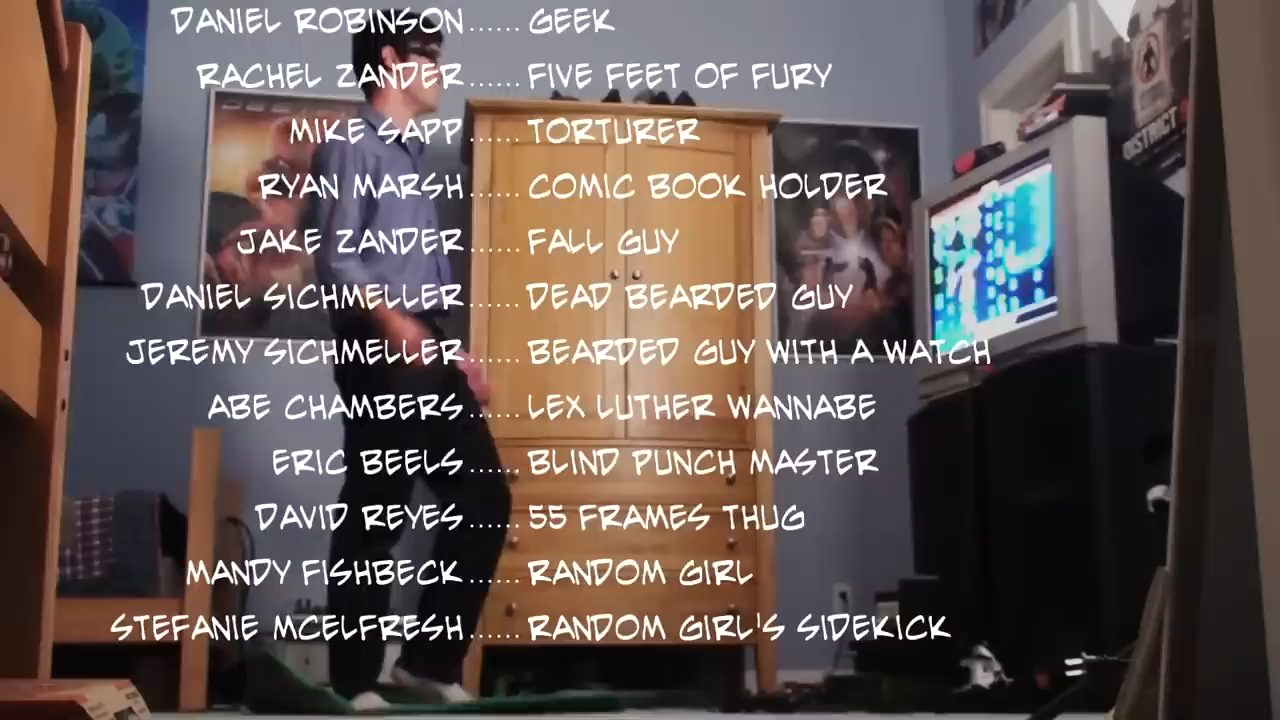 DANIEL ROBINSON...... GEEK
RACHEL ZANDER...... FIVE FEET OF FURY
MIKE SAPP...... TORTURER
RYAN MARSH...... COMIC BOOK HOLDER
JAKE ZANDER...... FALL GUY
DANIEL SICHMELLER...... DEAD BEARDED GUY
JEREMY SICHMELLER...... BEARDED GUY WITH A WATCH
ABE CHAMBERS...... LEX LUTHER WANNABE
ERIC BEELS...... BLIND PUNCH MASTER
DAVID REYES...... 55 FRAMES THUG
MANDY FISHBECK...... RANDOM GIRL
STEFANIE MCELFRESH...... RANDOM GIRL'S SIDEKICK
DISTRICT